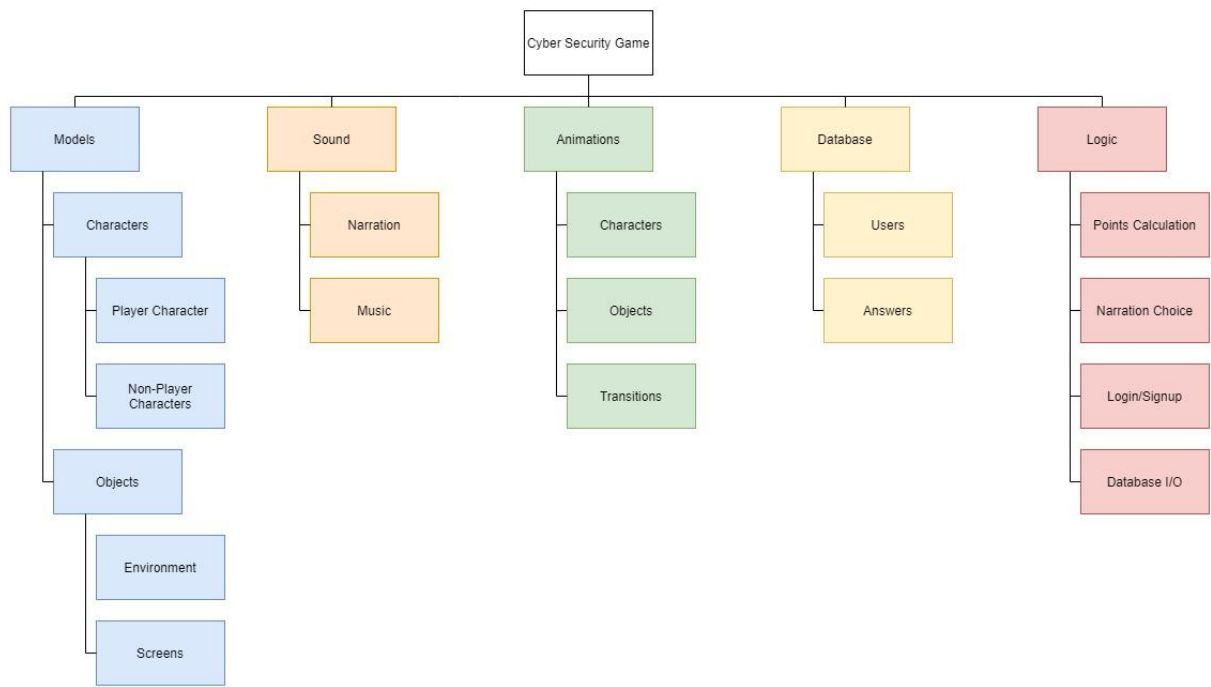 Cyber Security Game
Models
Sound
Animations
Database
Logic
Characters
Narration
Characters
Users
Points Calculation
Player Character
Music
Objects
Answers
Narration Choice
Non-Player
Characters
Transitions
Login/Signup
Objects
Database I/O
Environment
Screens